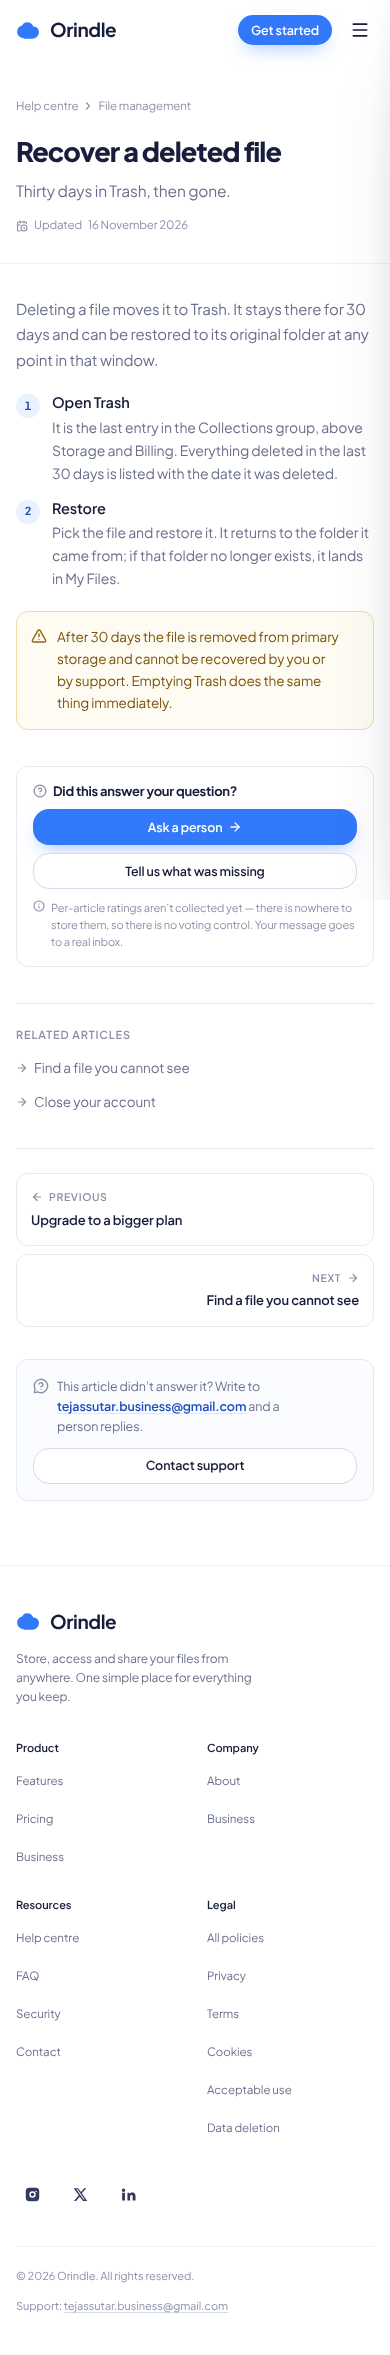 Orindle
Get started
Help centre > File management
Recover a deleted file
Thirty days in Trash, then gone.
Updated 16 November 2026
Deleting a file moves it to Trash. It stays there for 30
days and can be restored to its original folder at any
point in that window.
1 Open Trash
It is the last entry in the Collections group, above
Storage and Billing. Everything deleted in the last
30 days is listed with the date it was deleted.
2 Restore
Pick the file and restore it. It returns to the folder it
came from; if that folder no longer exists, it lands
in My Files.
After 30 days the file is removed from primary
storage and cannot be recovered by you or
by support. Emptying Trash does the same
thing immediately.
Did this answer your question?
Ask a person →
Tell us what was missing
Per-article ratings aren't collected yet — there is nowhere to
store them, so there is no voting control. Your message goes
to a real inbox.
RELATED ARTICLES
→ Find a file you cannot see
→ Close your account
← PREVIOUS
Upgrade to a bigger plan
NEXT →
Find a file you cannot see
This article didn't answer it? Write to
tejassutar.business@gmail.com and a
person replies.
Contact support
Orindle
Store, access and share your files from
anywhere. One simple place for everything
you keep.
Product
Features
Pricing
Business
Company
About
Business
Resources
Help centre
FAQ
Security
Contact
Legal
All policies
Privacy
Terms
Cookies
Acceptable use
Data deletion
© 2026 Orindle. All rights reserved.
Support: tejassutar.business@gmail.com